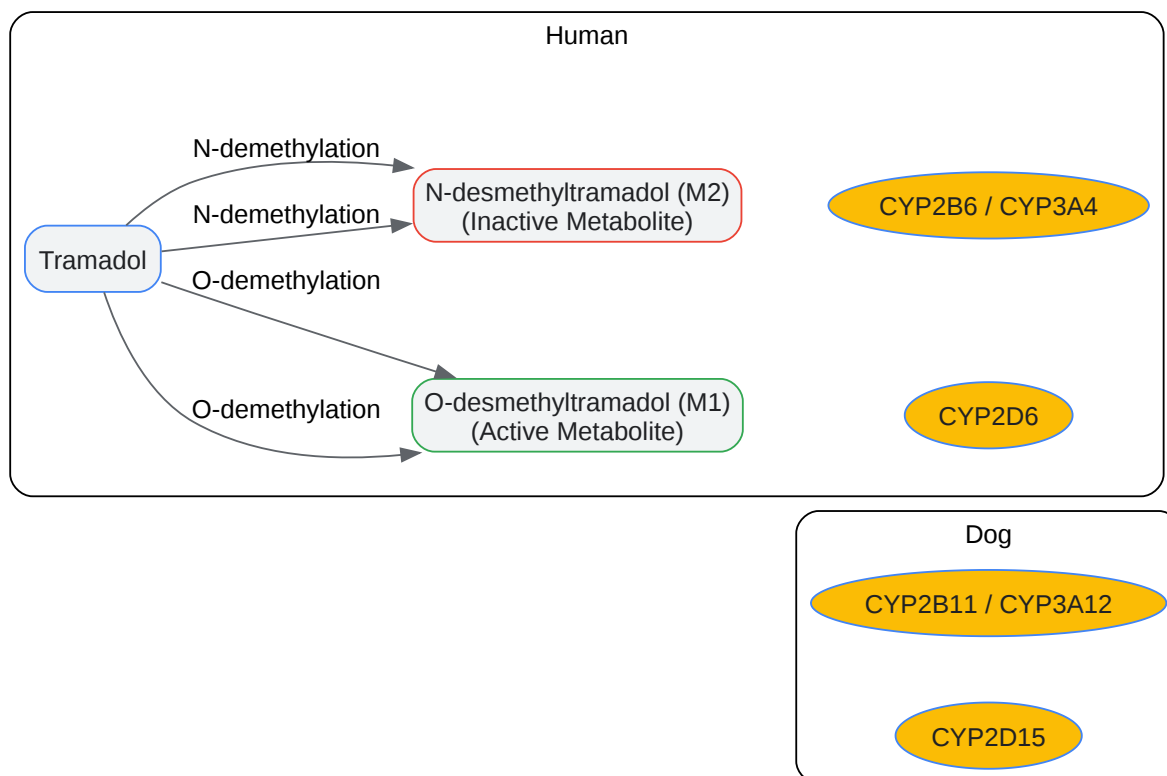 Human
N-demethylation
N-demethylation
Tramadol
O-demethylation
O-demethylation
N-desmethyltramadol (M2)
(Inactive Metabolite)
O-desmethyltramadol (M1)
(Active Metabolite)
CYP2B6 / CYP3A4
CYP2D6
Dog
CYP2B11 / CYP3A12
CYP2D15